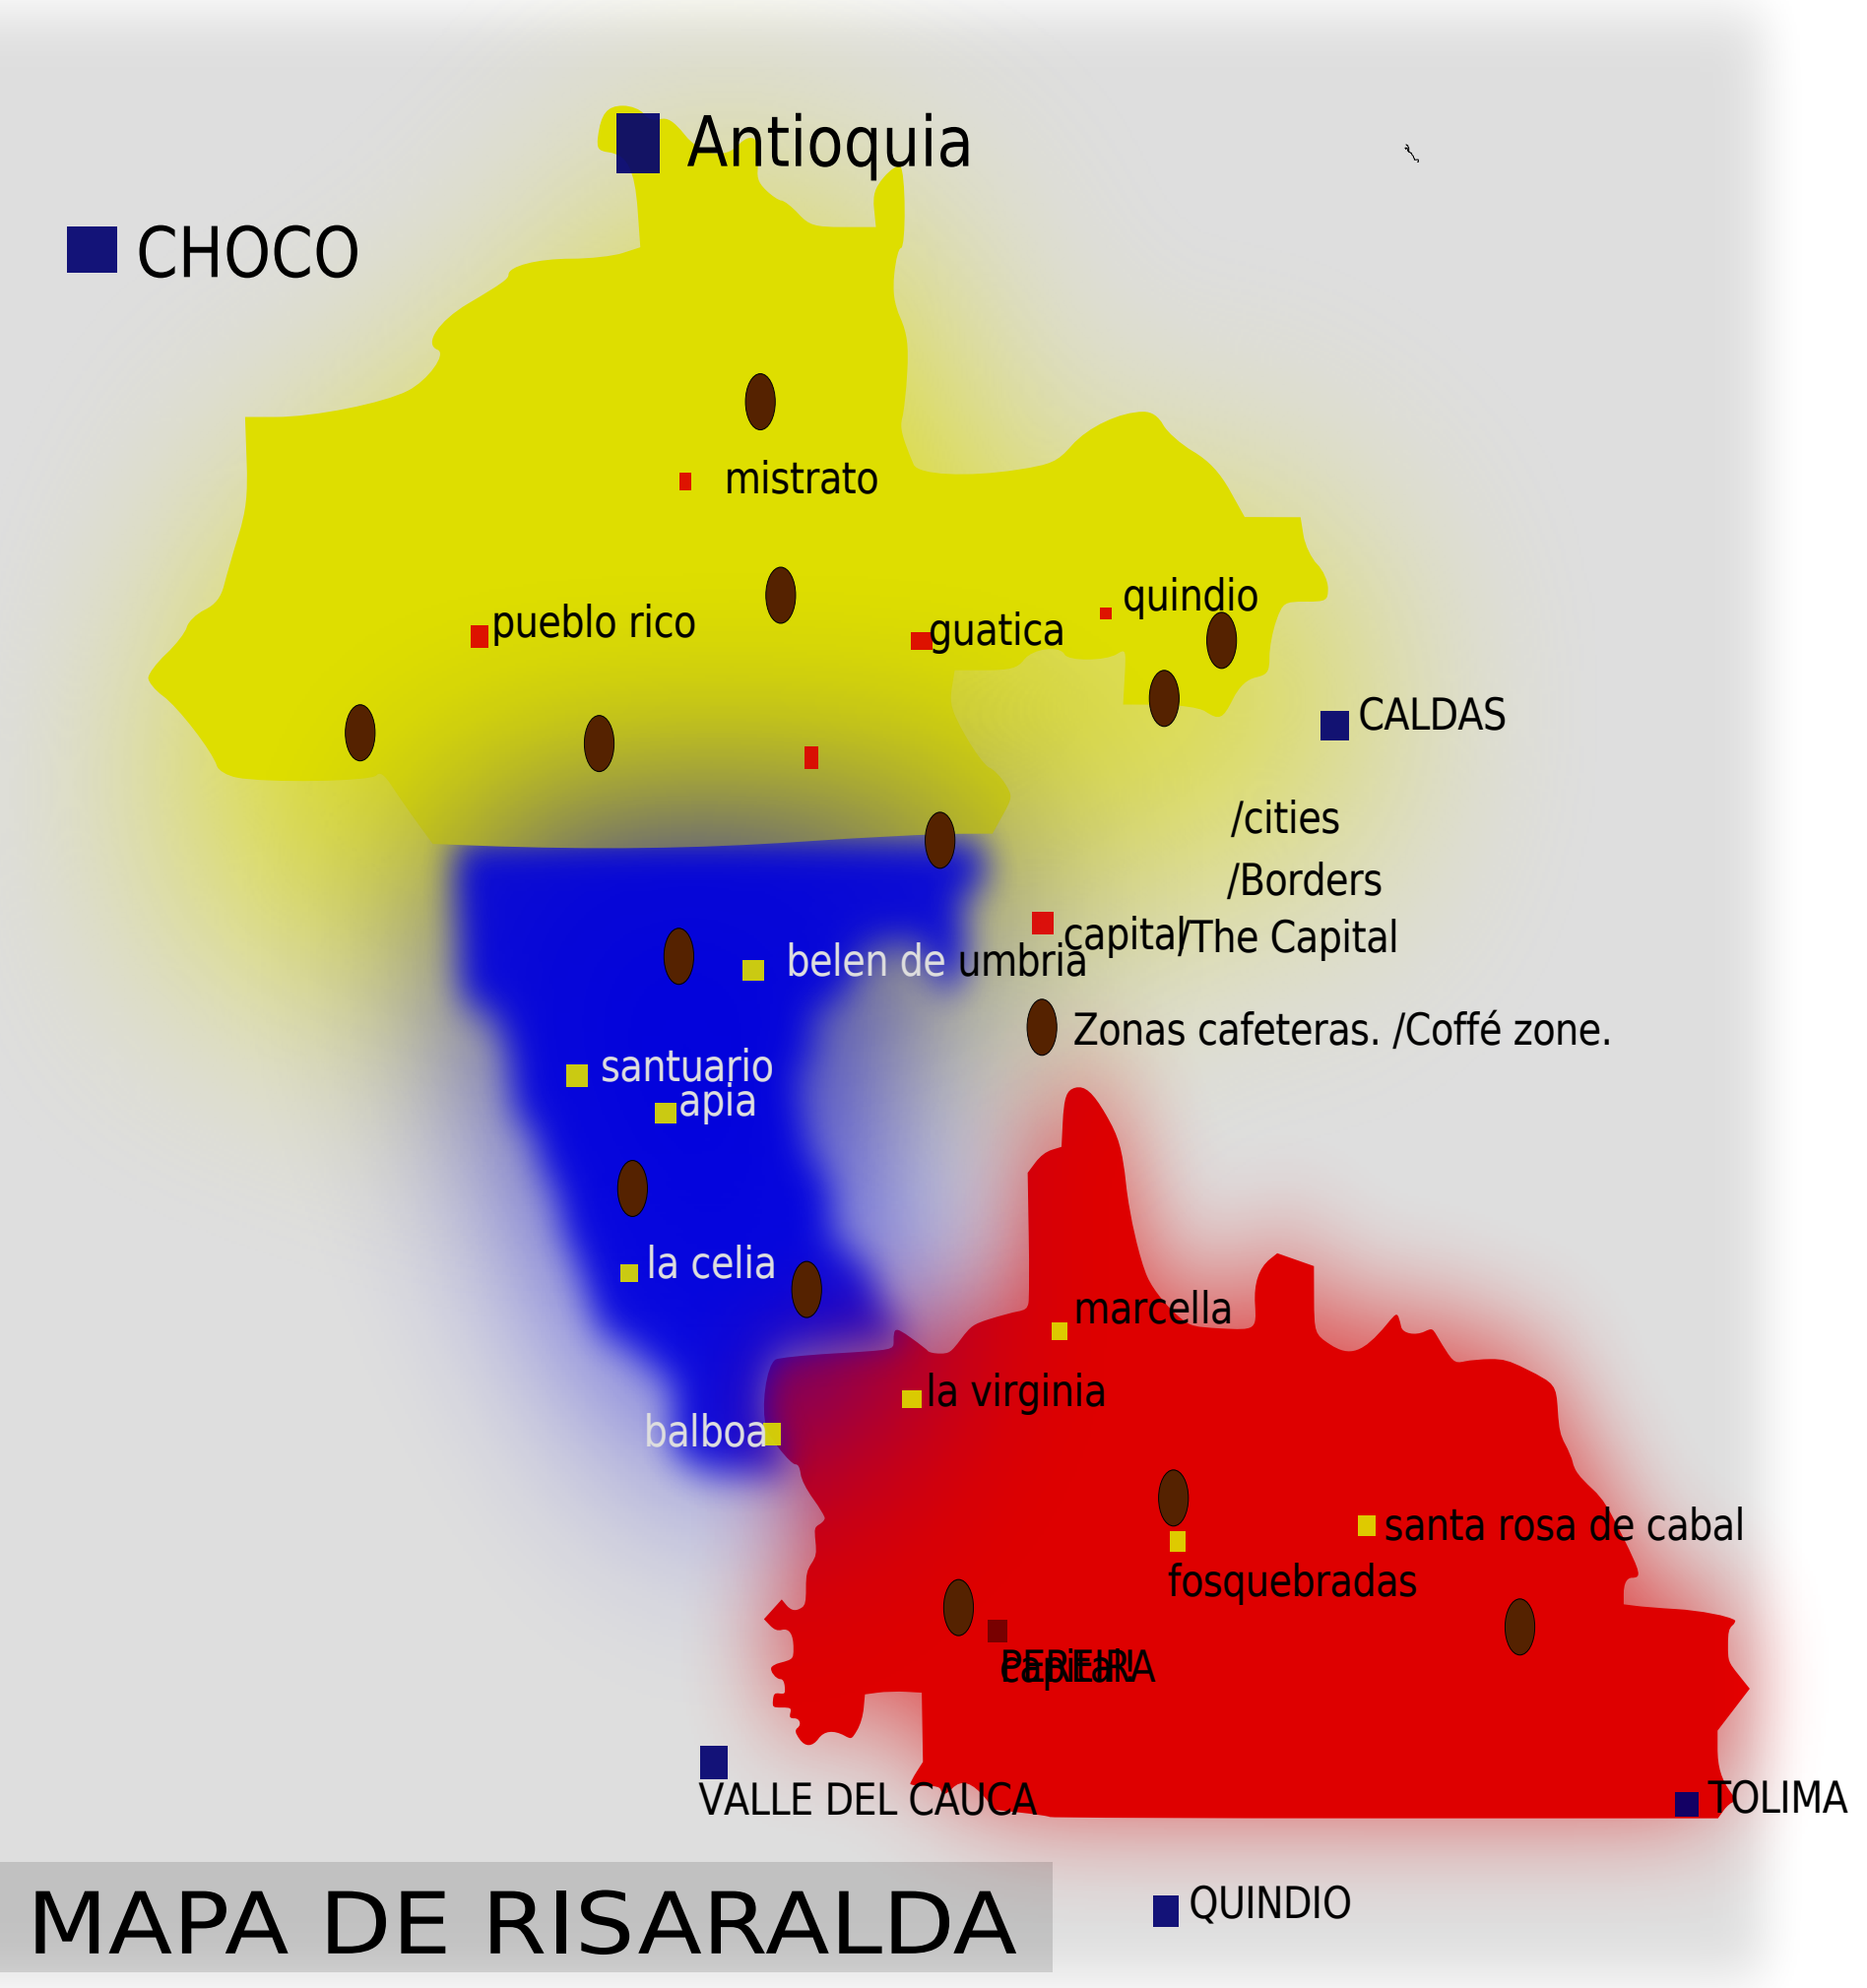 Antioquia
CHOCO
mistrato
quindio
pueblo rico
guatica
CALDAS
/cities
/Borders
capital/The Capital
belen de umbria
Zonas cafeteras. /Coffé zone.
santuario
apia
la celia
marcella
la virginia
balboa
santa rosa de cabal
fosquebradas
PEREIRA
capital
VALLE DEL CAUCA
TOLIMA
MAPA DE RISARALDA
QUINDIO